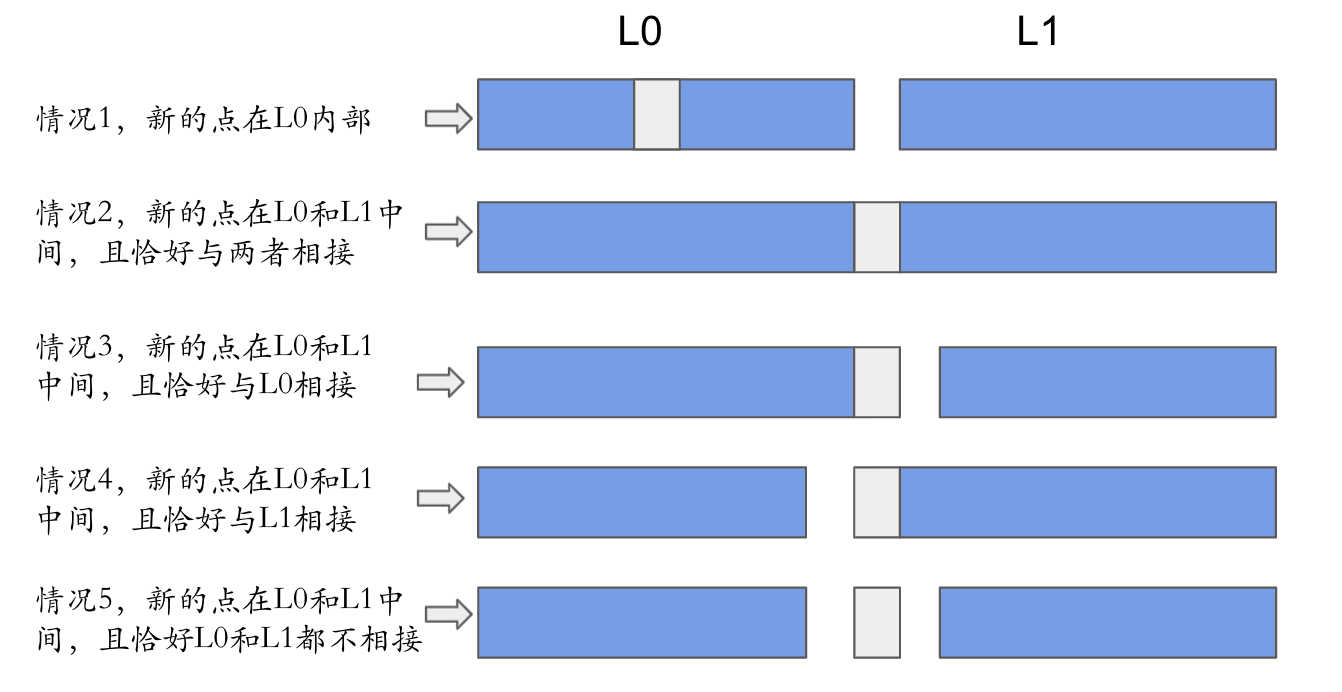 L0 L1
情况1，新的点在L0内部
情况2，新的点在L0和L1中
间，且恰好与两者相接
情况3，新的点在L0和L1
中间，且恰好与L0相接
情况4，新的点在L0和L1
中间，且恰好与L1相接
情况5，新的点在L0和L1中
间，且恰好L0和L1都不相接